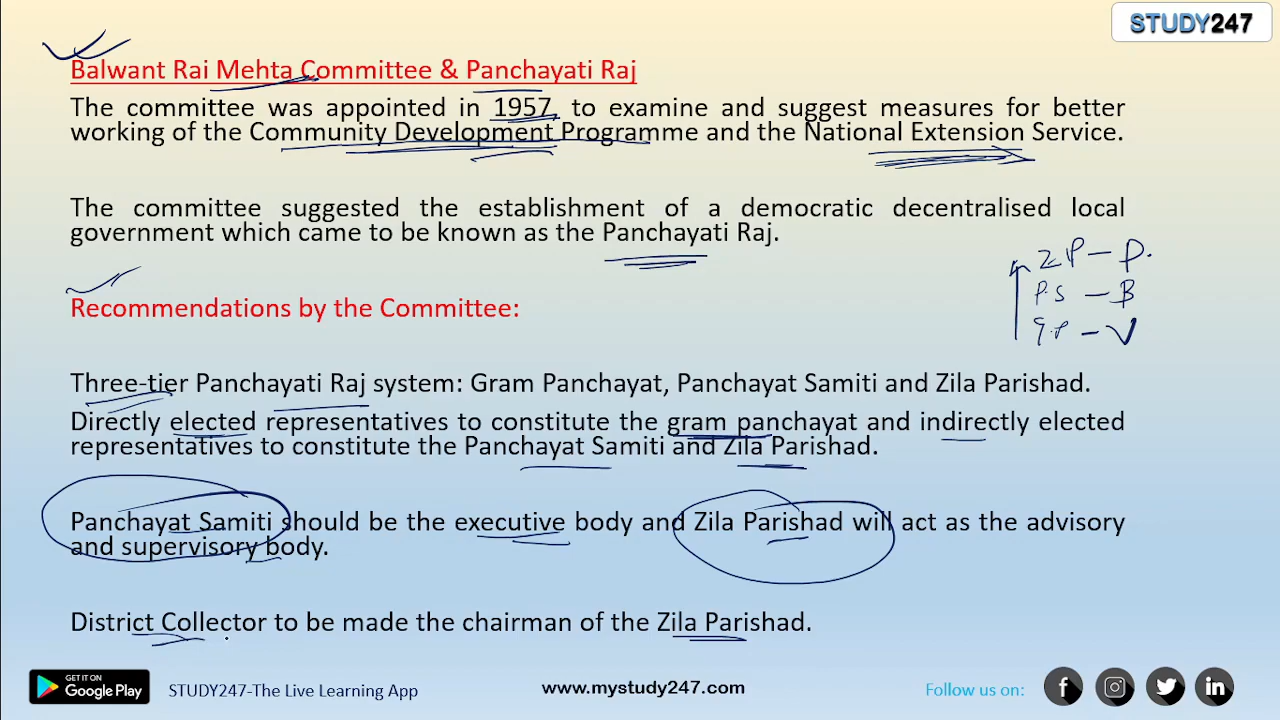 STUDY247
Balwant Rai Mehta Committee & Panchayati Raj
The committee was appointed in 1957, to examine and suggest measures for better
working of the Community Development Programme and the National Extension Service.
The committee suggested the establishment of a democratic decentralised local
government which came to be known as the Panchayati Raj.
ZP - D.
P.S - B
G.P - V
Recommendations by the Committee:
Three-tier Panchayati Raj system: Gram Panchayat, Panchayat Samiti and Zila Parishad.
Directly elected representatives to constitute the gram panchayat and indirectly elected
representatives to constitute the Panchayat Samiti and Zila Parishad.
Panchayat Samiti should be the executive body and Zila Parishad will act as the advisory
and supervisory body.
District Collector to be made the chairman of the Zila Parishad.
GET IT ON
Google Play
STUDY247-The Live Learning App
www.mystudy247.com
Follow us on: